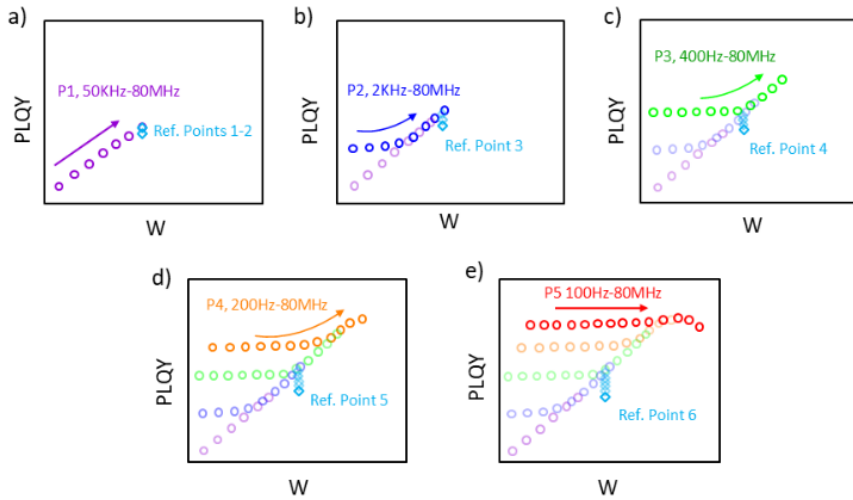 a)
P1, 50KHz-80MHz
Ref. Points 1-2
PLQY
W
b)
P2, 2KHz-80MHz
Ref. Point 3
PLQY
W
c)
P3, 400Hz-80MHz
Ref. Point 4
PLQY
W
d)
P4, 200Hz-80MHz
Ref. Point 5
PLQY
W
e)
P5 100Hz-80MHz
Ref. Point 6
PLQY
W